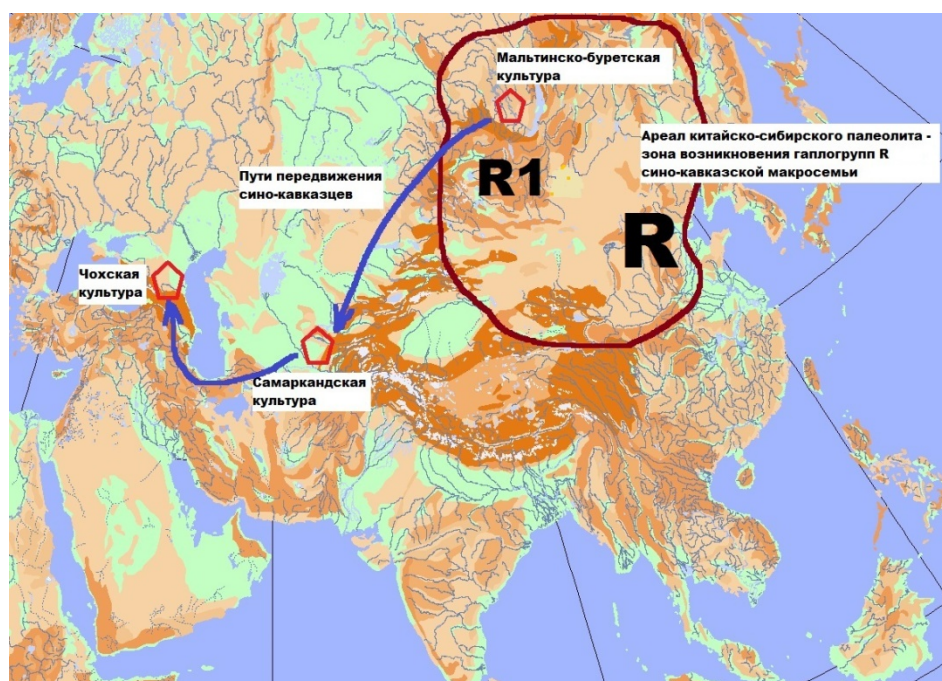 Мальтинско-буретская
культура
Ареал китайско-сибирского палеолита -
зона возникновения гаплогрупп R
сино-кавказской макросемьи
Пути передвижения
сино-кавказцев
R1
R
Чохская
культура
Самаркандская
культура